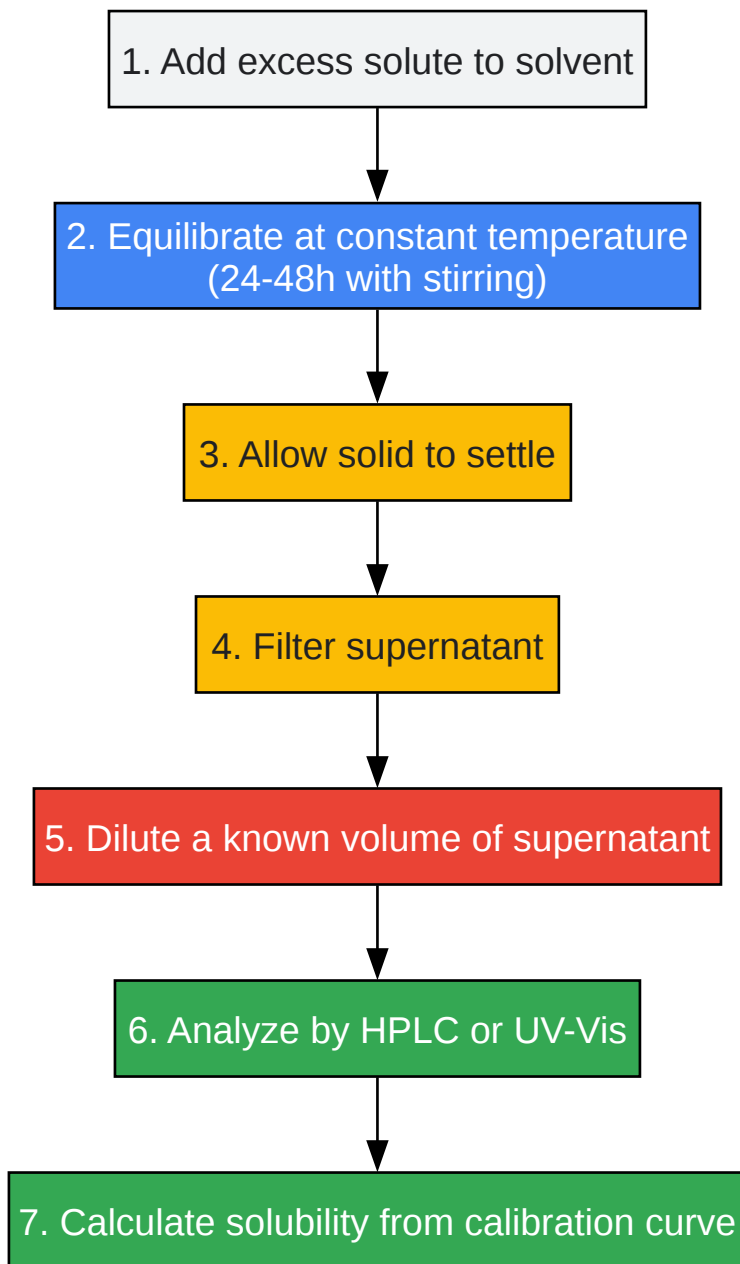 1. Add excess solute to solvent
2. Equilibrate at constant temperature
(24-48h with stirring)
3. Allow solid to settle
4. Filter supernatant
5. Dilute a known volume of supernatant
6. Analyze by HPLC or UV-Vis
7. Calculate solubility from calibration curve